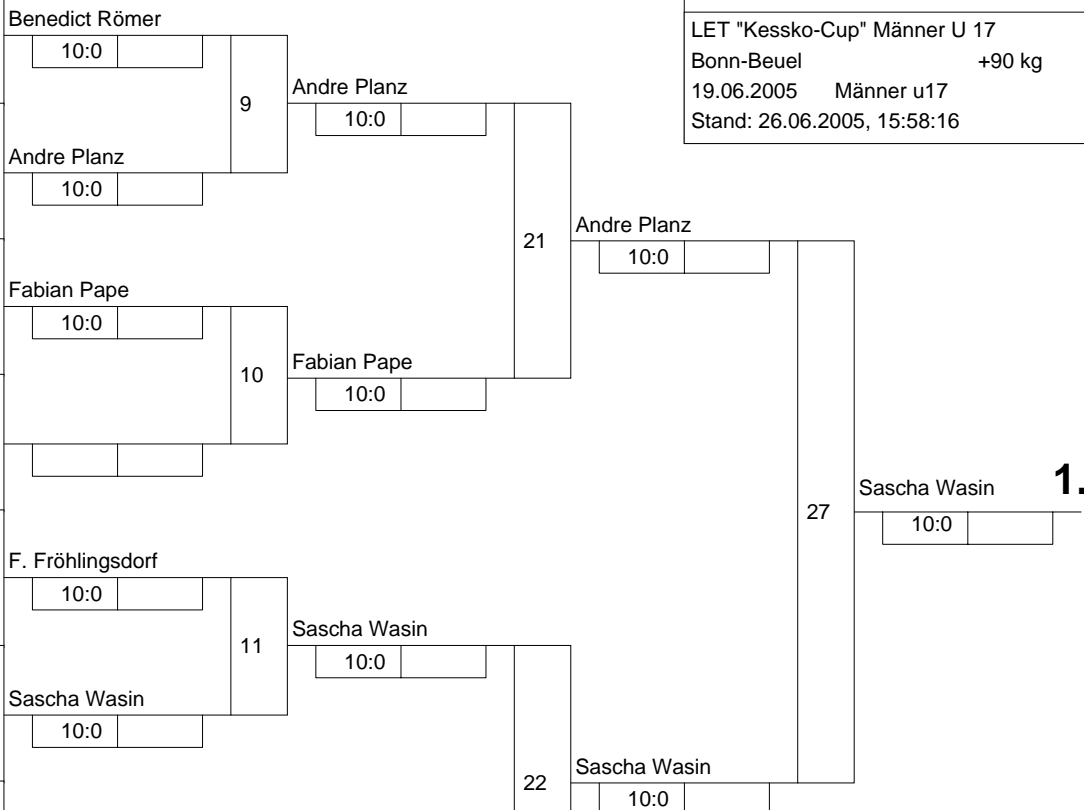 Benedict Römer
10:0
9
Andre Planz
10:0
Andre Planz
10:0
LET "Kessko-Cup" Männer U 17
Bonn-Beuel +90 kg
19.06.2005 Männer u17
Stand: 26.06.2005, 15:58:16
21
Andre Planz
10:0
Fabian Pape
10:0
10
Fabian Pape
10:0
27
Sascha Wasin 1.
10:0
F. Fröhlingsdorf
10:0
11
Sascha Wasin
10:0
Sascha Wasin
10:0
22
Sascha Wasin
10:0